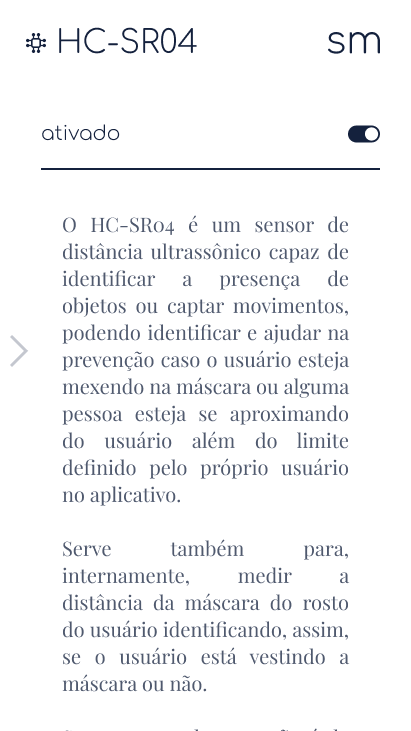 HC-SR04
sm
ativado
O HC-SR04 é um sensor de
distância ultrassônico capaz de
identificar a presença de
objetos ou captar movimentos,
podendo identificar e ajudar na
prevenção caso o usuário esteja
mexendo na máscara ou alguma
pessoa esteja se aproximando
do usuário além do limite
definido pelo próprio usuário
no aplicativo.
Serve também para,
internamente, medir a
distância da máscara do rosto
do usuário identificando, assim,
se o usuário está vestindo a
máscara ou não.